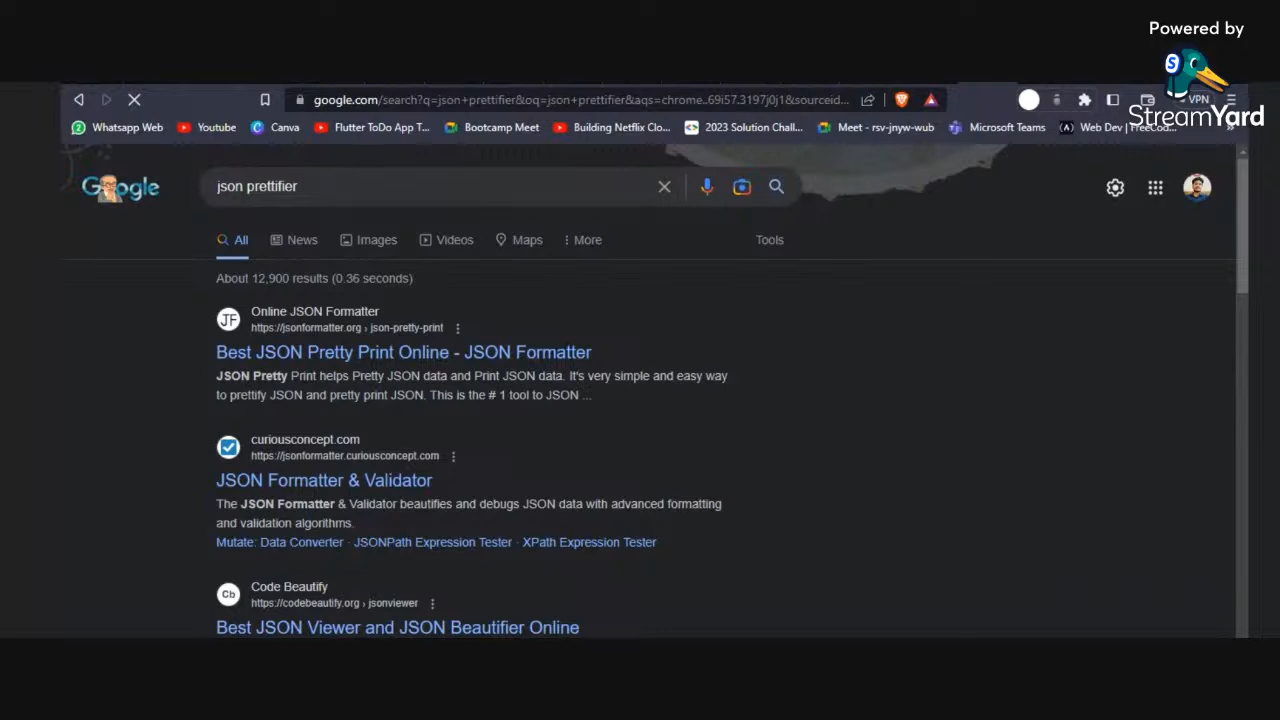 Powered by
StreamYard
google.com/search?q=json+prettifier&oq=json+prettifier&aqs=chrome..69i57.3197j0j1&sourceid...
VPN
Whatsapp Web
Youtube
Canva
Flutter ToDo App T...
Bootcamp Meet
Building Netflix Clo...
2023 Solution Chall...
Meet - rsv-jnyw-wub
Microsoft Teams
Web Dev | FreeCod...
Google
json prettifier
All
News
Images
Videos
Maps
More
Tools
About 12,900 results (0.36 seconds)
JF
Online JSON Formatter
https://jsonformatter.org › json-pretty-print
Best JSON Pretty Print Online - JSON Formatter
JSON Pretty Print helps Pretty JSON data and Print JSON data. It's very simple and easy way
to prettify JSON and pretty print JSON. This is the # 1 tool to JSON ...
curiousconcept.com
https://jsonformatter.curiousconcept.com
JSON Formatter & Validator
The JSON Formatter & Validator beautifies and debugs JSON data with advanced formatting
and validation algorithms.
Mutate: Data Converter · JSONPath Expression Tester · XPath Expression Tester
Cb
Code Beautify
https://codebeautify.org › jsonviewer
Best JSON Viewer and JSON Beautifier Online